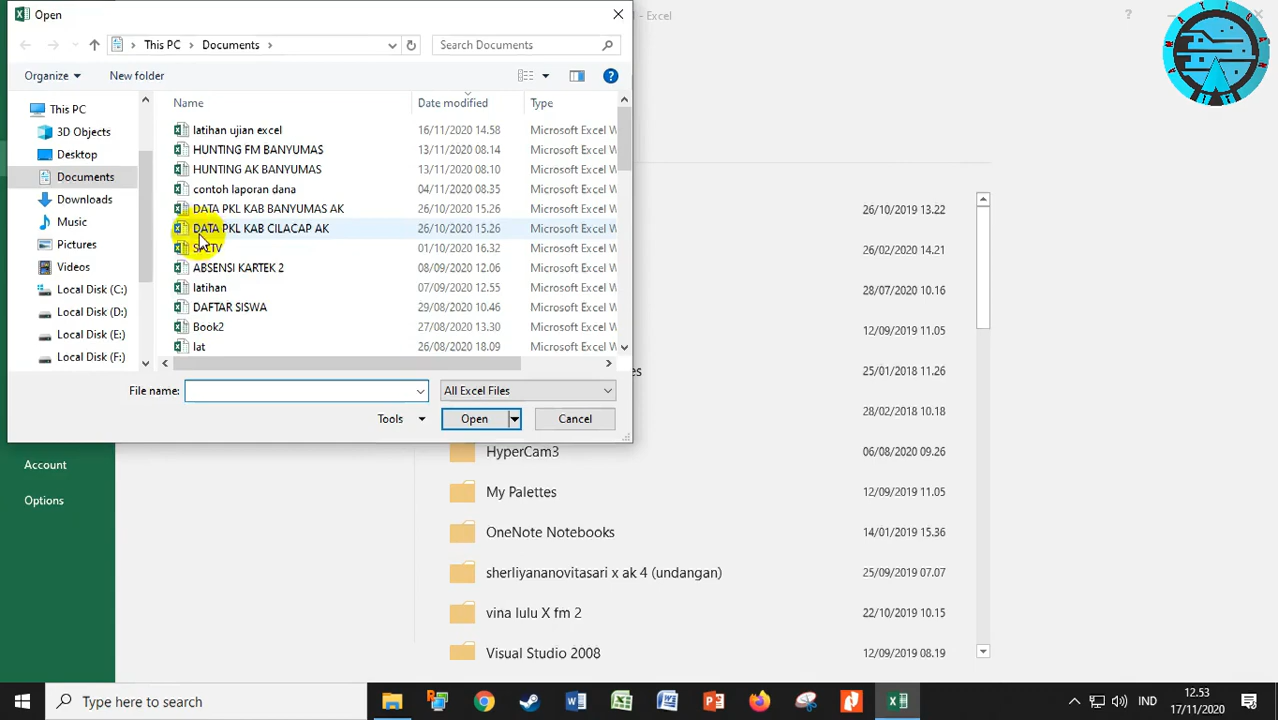 Open
- Excel
This PC
Documents
Search Documents
Organize
New folder
Name
Date modified
Type
This PC
3D Objects
Desktop
Documents
Downloads
Music
Pictures
Videos
Local Disk (C:)
Local Disk (D:)
Local Disk (E:)
Local Disk (F:)
latihan ujian excel 16/11/2020 14.58 Microsoft Excel W
HUNTING FM BANYUMAS 13/11/2020 08.14 Microsoft Excel W
HUNTING AK BANYUMAS 13/11/2020 08.10 Microsoft Excel W
contoh laporan dana 04/11/2020 08.35 Microsoft Excel W
DATA PKL KAB BANYUMAS AK 26/10/2020 15.26 Microsoft Excel W
DATA PKL KAB CILACAP AK 26/10/2020 15.26 Microsoft Excel W
01/10/2020 16.32 Microsoft Excel W
ABSENSI KARTEK 2 08/09/2020 12.06 Microsoft Excel W
latihan 07/09/2020 12.55 Microsoft Excel W
DAFTAR SISWA 29/08/2020 10.46 Microsoft Excel W
Book2 27/08/2020 13.30 Microsoft Excel W
lat 26/08/2020 18.09 Microsoft Excel W
File name:
All Excel Files
Tools
Open
Cancel
Account
Options
26/10/2019 13.22
26/02/2020 14.21
28/07/2020 10.16
12/09/2019 11.05
es 25/01/2018 11.26
28/02/2018 10.18
HyperCam3 06/08/2020 09.26
My Palettes 12/09/2019 11.05
OneNote Notebooks 14/01/2019 15.36
sherliyananovitasari x ak 4 (undangan) 25/09/2019 07.07
vina lulu X fm 2 22/10/2019 10.15
Visual Studio 2008 12/09/2019 08.19
Type here to search
IND
12.53
17/11/2020